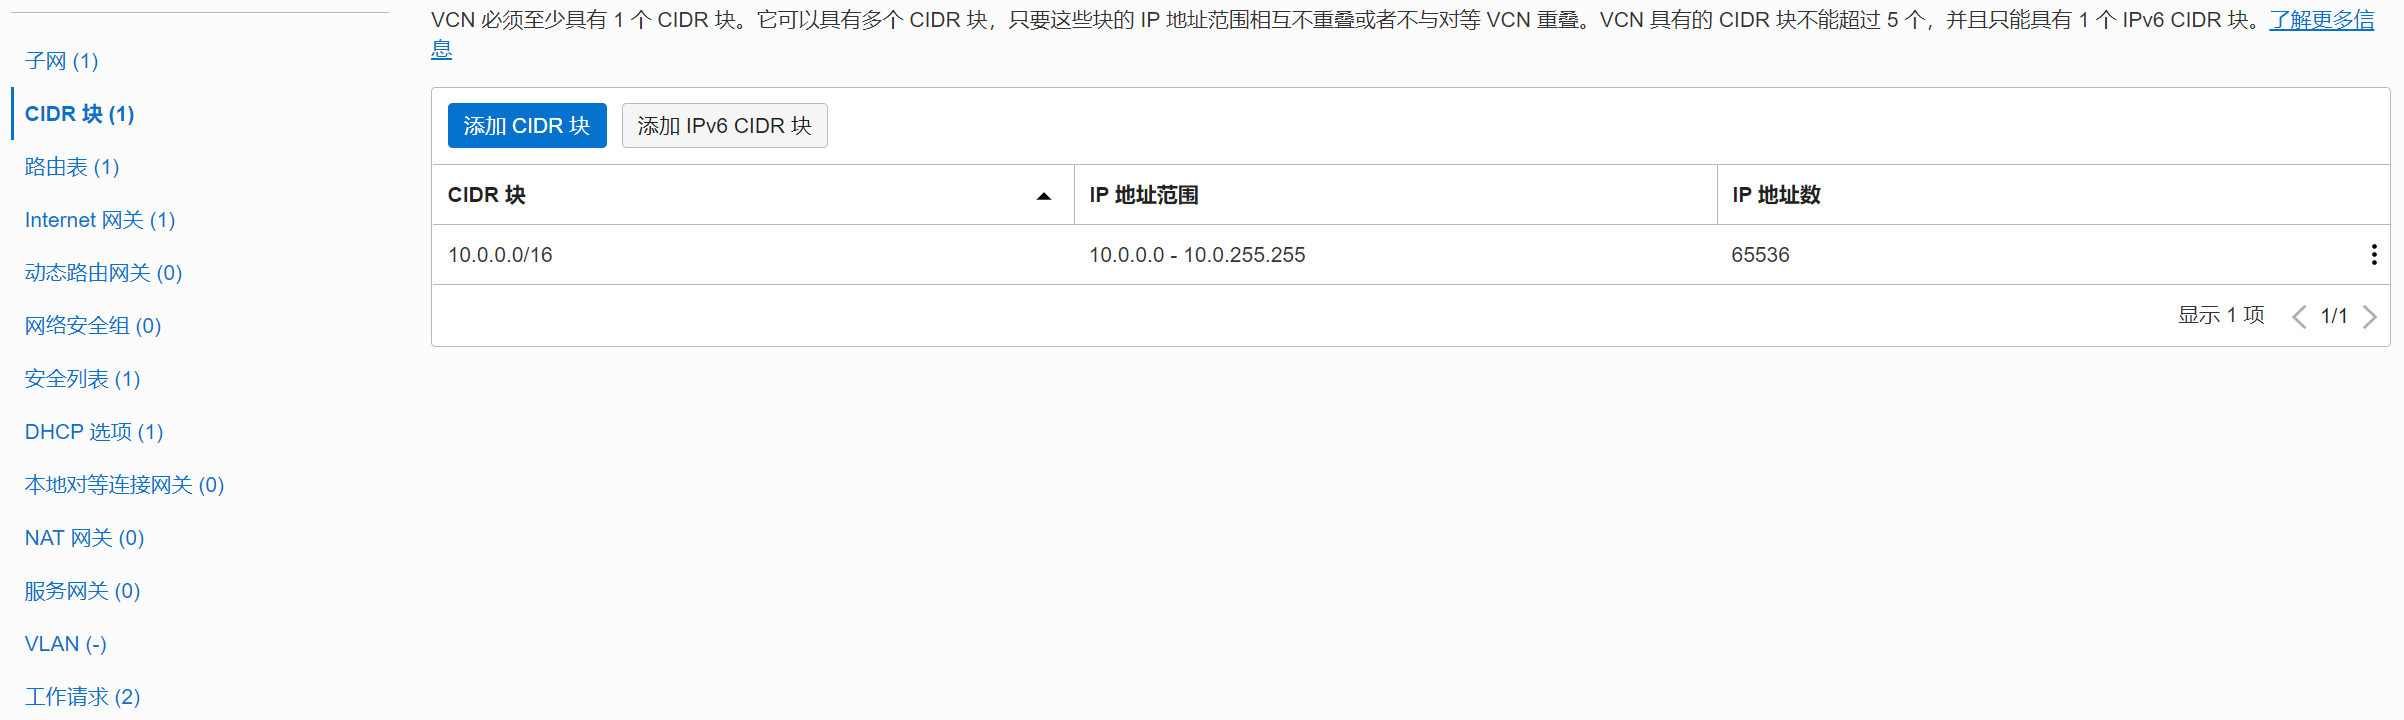 VCN 必须至少具有 1 个 CIDR 块。它可以具有多个 CIDR 块，只要这些块的 IP 地址范围相互不重叠或者不与对等 VCN 重叠。VCN 具有的 CIDR 块不能超过 5 个，并且只能具有 1 个 IPv6 CIDR 块。了解更多信
息
子网 (1)
CIDR 块 (1)
路由表 (1)
Internet 网关 (1)
动态路由网关 (0)
网络安全组 (0)
安全列表 (1)
DHCP 选项 (1)
本地对等连接网关 (0)
NAT 网关 (0)
服务网关 (0)
VLAN (-)
工作请求 (2)
添加 CIDR 块 添加 IPv6 CIDR 块
CIDR 块 IP 地址范围 IP 地址数
10.0.0.0/16 10.0.0.0 - 10.0.255.255 65536
显示 1 项 1/1